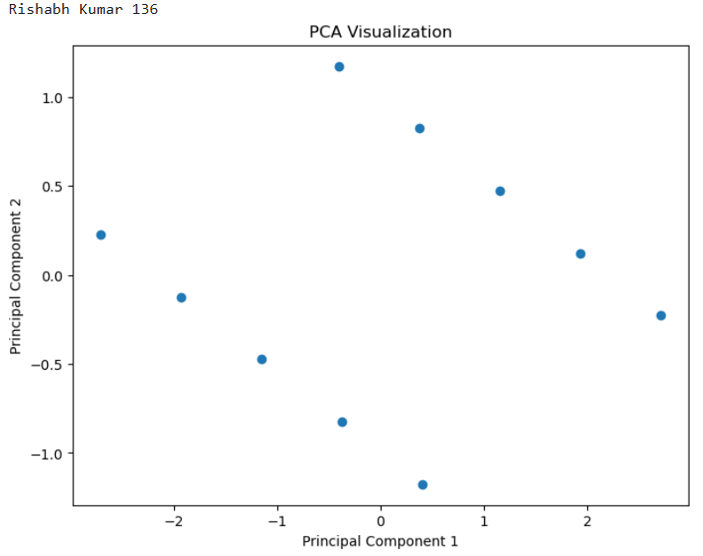 Rishabh Kumar 136
PCA Visualization
Principal Component 2
1.0
0.5
0.0
−0.5
−1.0
−2 −1 0 1 2
Principal Component 1